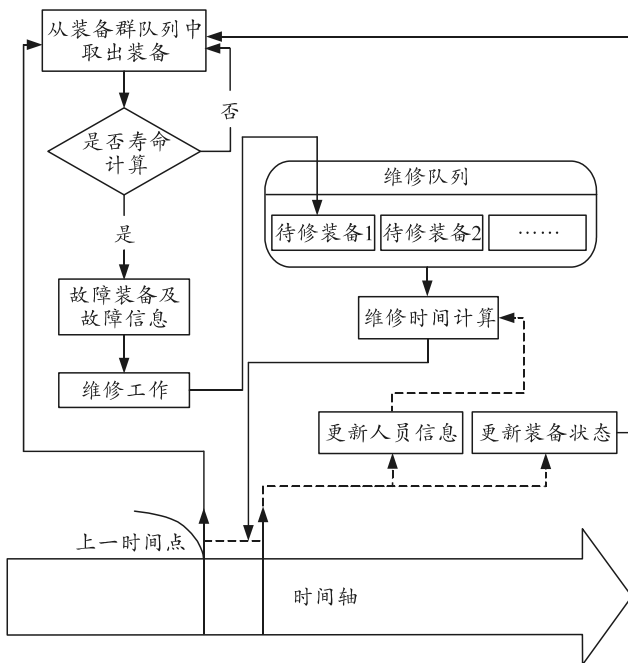 从装备群队列中
取出装备
否
是否寿命
计算
是
故障装备及
故障信息
维修工作
维修队列
待修装备1
待修装备2
……
维修时间计算
更新人员信息
更新装备状态
上一时间点
时间轴